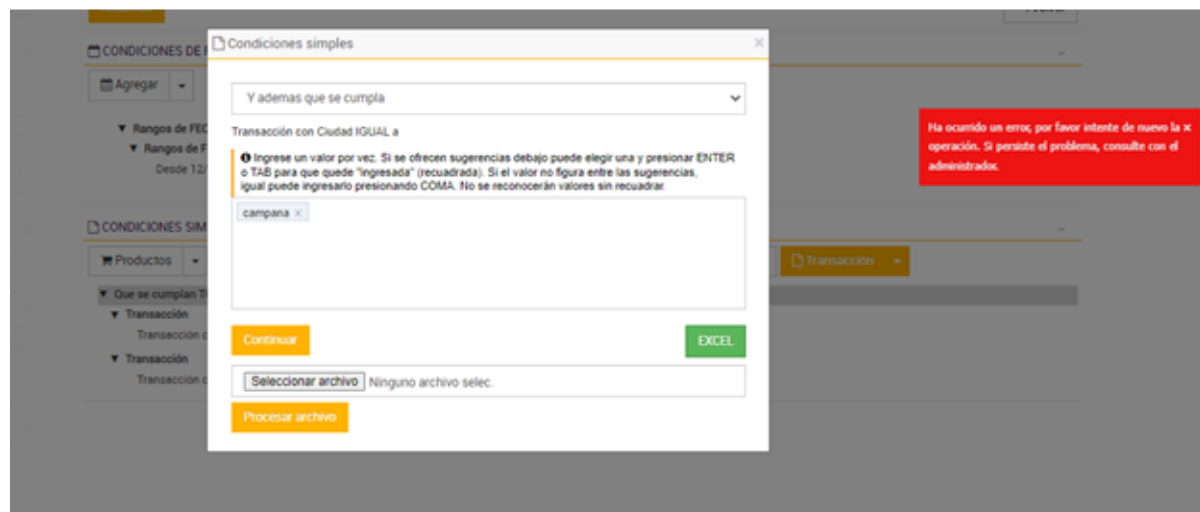 Condiciones simples ×
CONDICIONES DE
Agregar
Y ademas que se cumpla
▼ Rangos de FEC
Transacción con Ciudad IGUAL a
Ha ocurrido un error, por favor intente de nuevo la ×
operación. Si persiste el problema, consulte con el
administrador.
▼ Rangos de F
Desde 12/
Ingrese un valor por vez. Si se ofrecen sugerencias debajo puede elegir una y presionar ENTER
o TAB para que quede "ingresada" (recuadrada). Si el valor no figura entre las sugerencias,
igual puede ingresarlo presionando COMA. No se reconocerán valores sin recuadrar.
campana ×
CONDICIONES SIM
Productos
Transacción
▼ Que se cumplan T
▼ Transacción
Transacción c
Continuar
EXCEL
▼ Transacción
Transacción c
Seleccionar archivo Ninguno archivo selec.
Procesar archivo